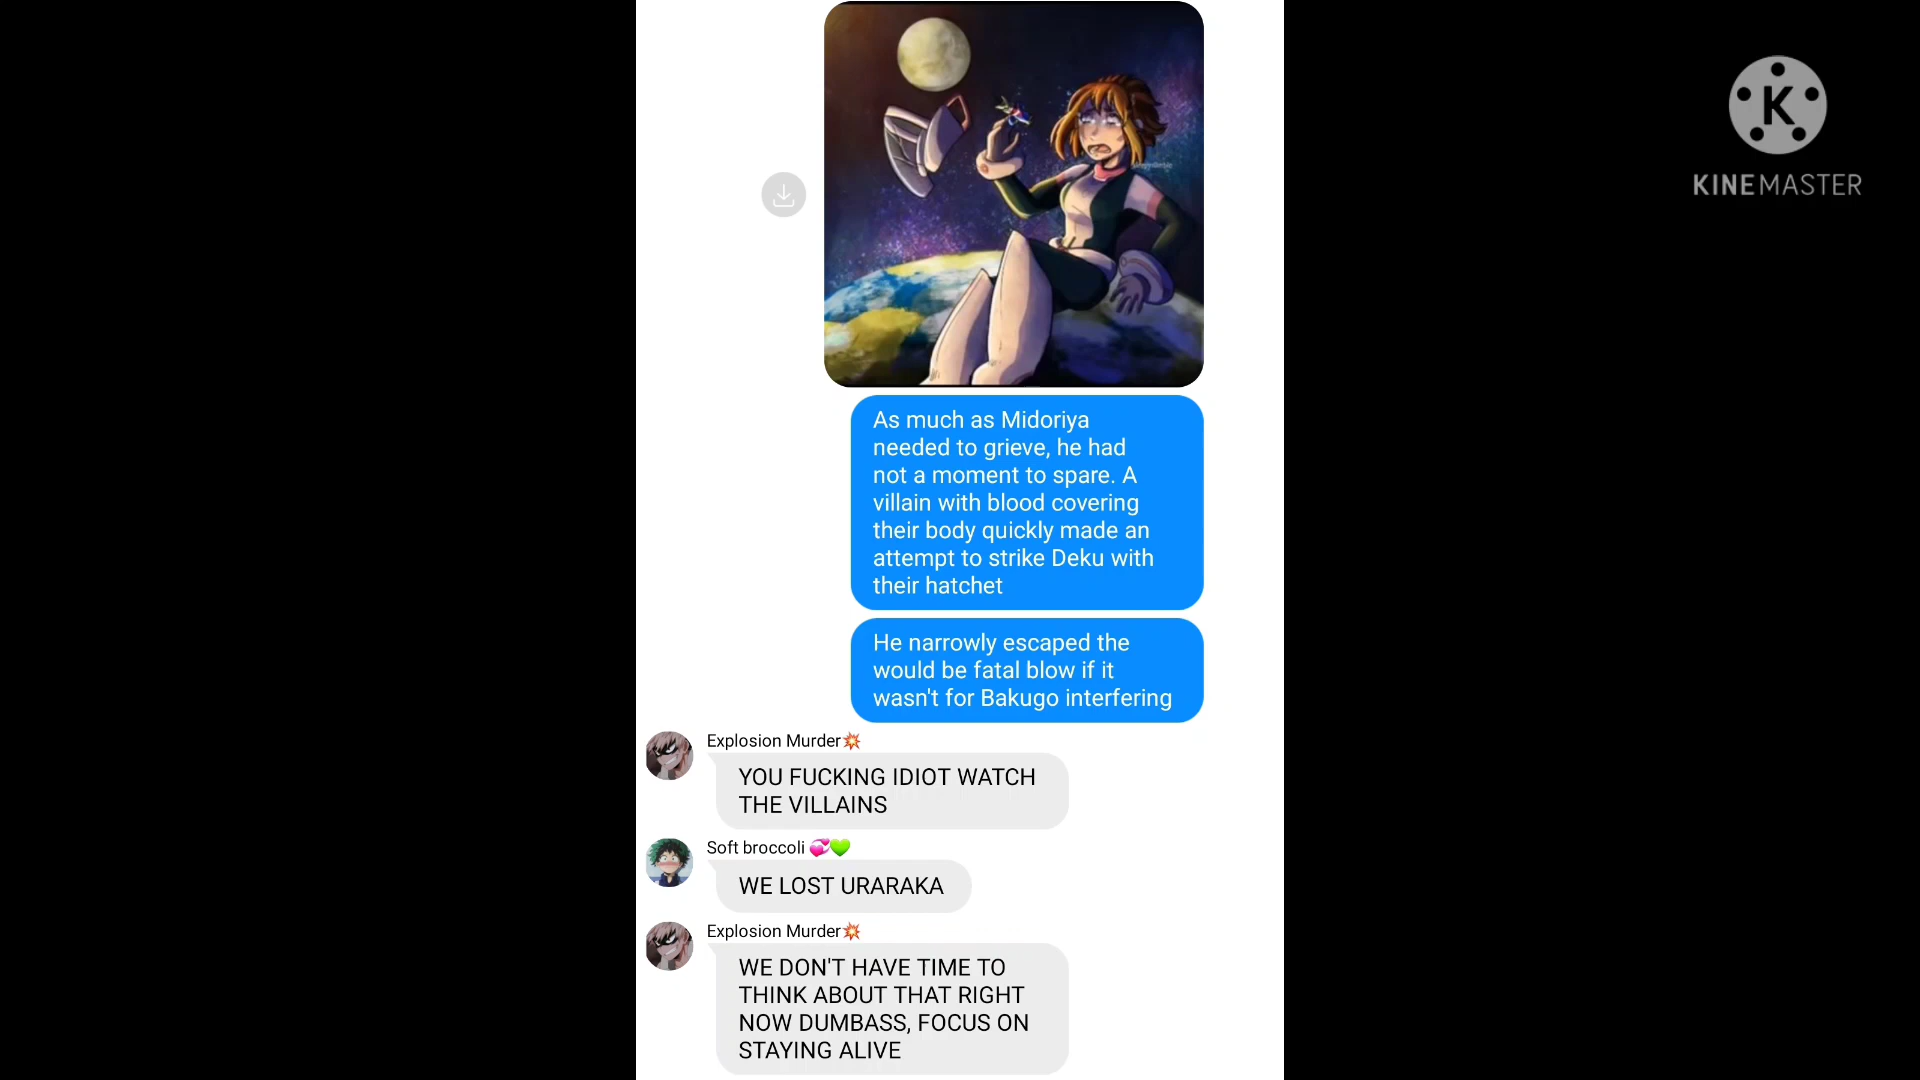 K
KINEMASTER
As much as Midoriya
needed to grieve, he had
not a moment to spare. A
villain with blood covering
their body quickly made an
attempt to strike Deku with
their hatchet
He narrowly escaped the
would be fatal blow if it
wasn't for Bakugo interfering
Explosion Murder💥
YOU FUCKING IDIOT WATCH
THE VILLAINS
Soft broccoli 💞💚
WE LOST URARAKA
Explosion Murder💥
WE DON'T HAVE TIME TO
THINK ABOUT THAT RIGHT
NOW DUMBASS, FOCUS ON
STAYING ALIVE